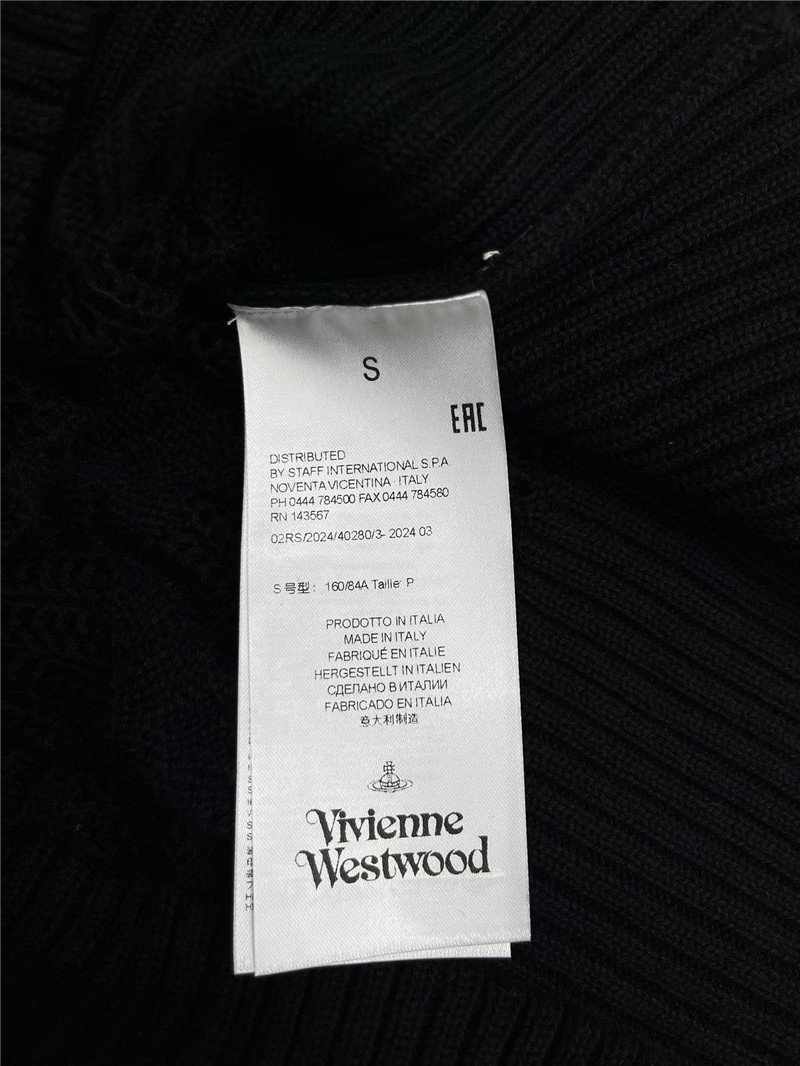 S
EAC
DISTRIBUTED
BY STAFF INTERNATIONAL S.P.A.
NOVENTA VICENTINA · ITALY
PH 0444 784500 FAX 0444 784580
RN 143567
02RS/2024/40280/3- 2024 03
S号型: 160/84A Taille: P
PRODOTTO IN ITALIA
MADE IN ITALY
FABRIQUÉ EN ITALIE
HERGESTELLT IN ITALIEN
СДЕЛАНО В ИТАЛИИ
FABRICADO EN ITALIA
意大利制造
Vivienne
Westwood